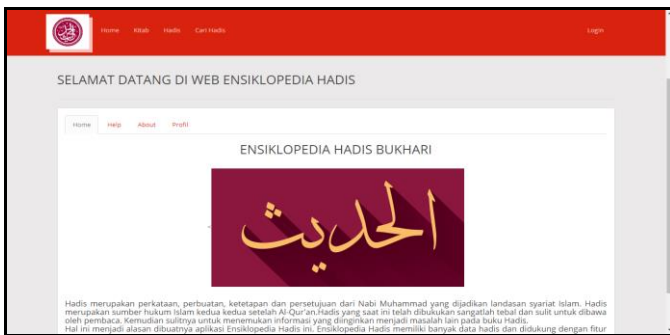 Home Kitab Hadis Cari Hadis Login
SELAMAT DATANG DI WEB ENSIKLOPEDIA HADIS
Home Help About Profil
ENSIKLOPEDIA HADIS BUKHARI
الحديث
Hadis merupakan perkataan, perbuatan, ketetapan dan persetujuan dari Nabi Muhammad yang dijadikan landasan syariat Islam. Hadis
merupakan sumber hukum Islam kedua kedua setelah Al-Qur'an.Hadis yang saat ini telah dibukukan sangatlah tebal dan sulit untuk dibawa
oleh pembaca. Kemudian sulitnya untuk menemukan informasi yang diinginkan menjadi masalah lain pada buku Hadis.
Hal ini menjadi alasan dibuatnya aplikasi Ensiklopedia Hadis ini. Ensiklopedia Hadis memiliki banyak data hadis dan didukung dengan fitur